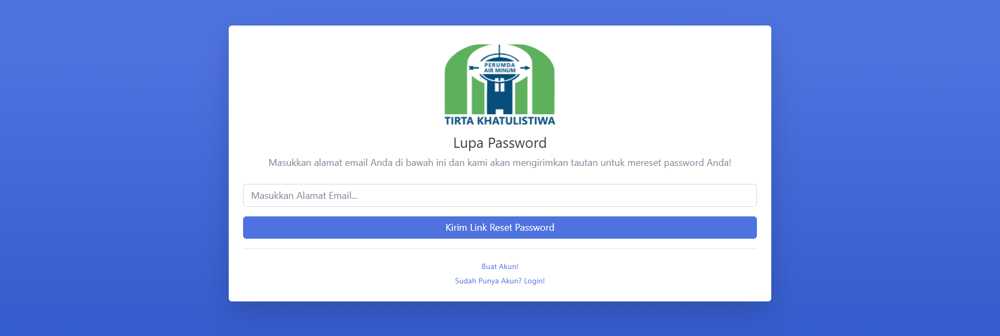 PERUMDA
AIR MINUM
TIRTA KHATULISTIWA
Lupa Password
Masukkan alamat email Anda di bawah ini dan kami akan mengirimkan tautan untuk mereset password Anda!
Masukkan Alamat Email...
Kirim Link Reset Password
Buat Akun!
Sudah Punya Akun? Login!